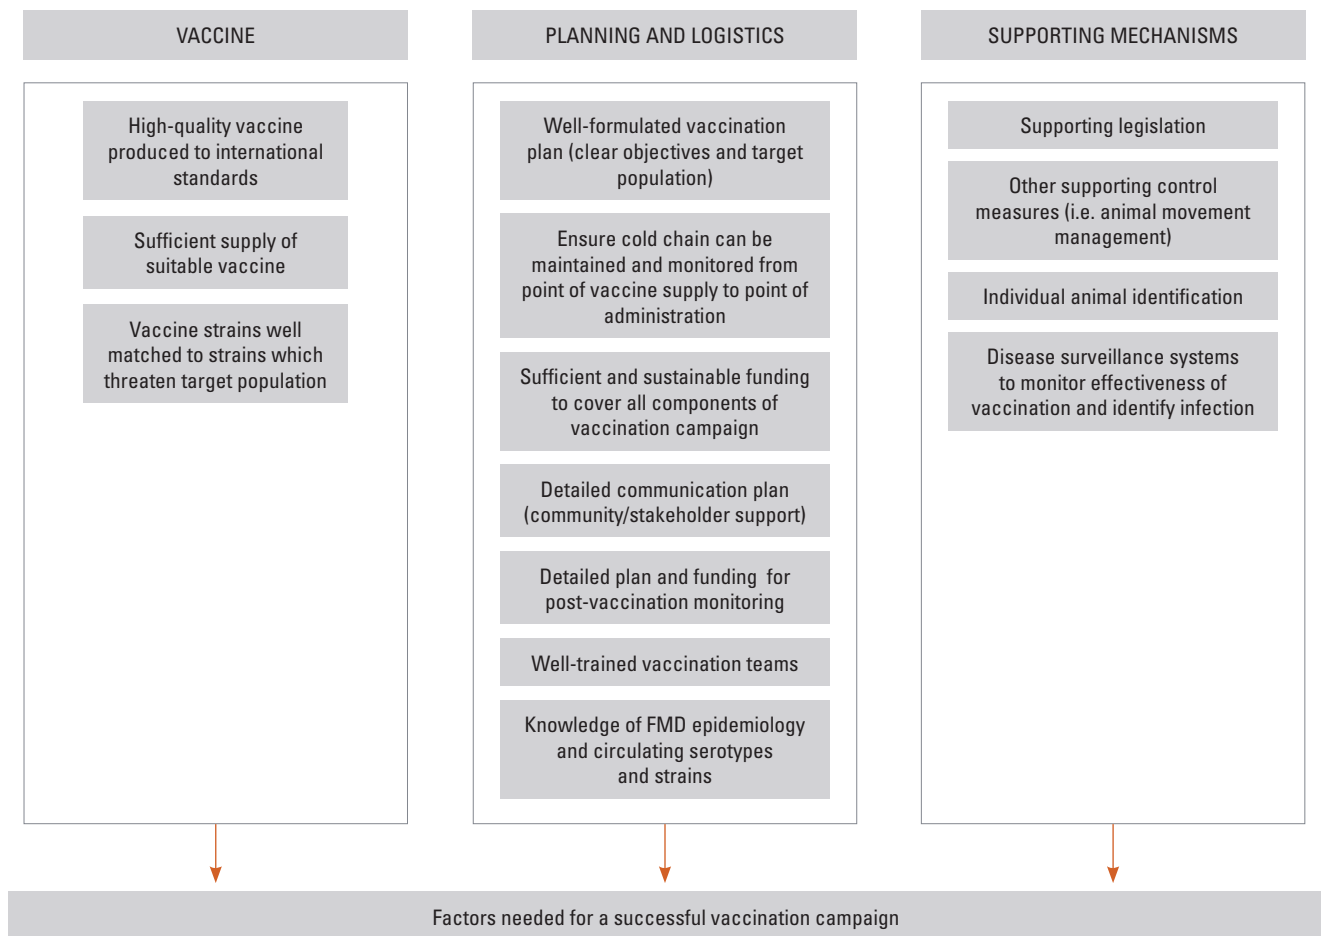 VACCINE
High-quality vaccine
produced to international
standards
Sufficient supply of
suitable vaccine
Vaccine strains well
matched to strains which
threaten target population
PLANNING AND LOGISTICS
Well-formulated vaccination
plan (clear objectives and target
population)
Ensure cold chain can be
maintained and monitored from
point of vaccine supply to point of
administration
Sufficient and sustainable funding
to cover all components of
vaccination campaign
Detailed communication plan
(community/stakeholder support)
Detailed plan and funding for
post-vaccination monitoring
Well-trained vaccination teams
Knowledge of FMD epidemiology
and circulating serotypes
and strains
SUPPORTING MECHANISMS
Supporting legislation
Other supporting control
measures (i.e. animal movement
management)
Individual animal identification
Disease surveillance systems
to monitor effectiveness of
vaccination and identify infection
Factors needed for a successful vaccination campaign